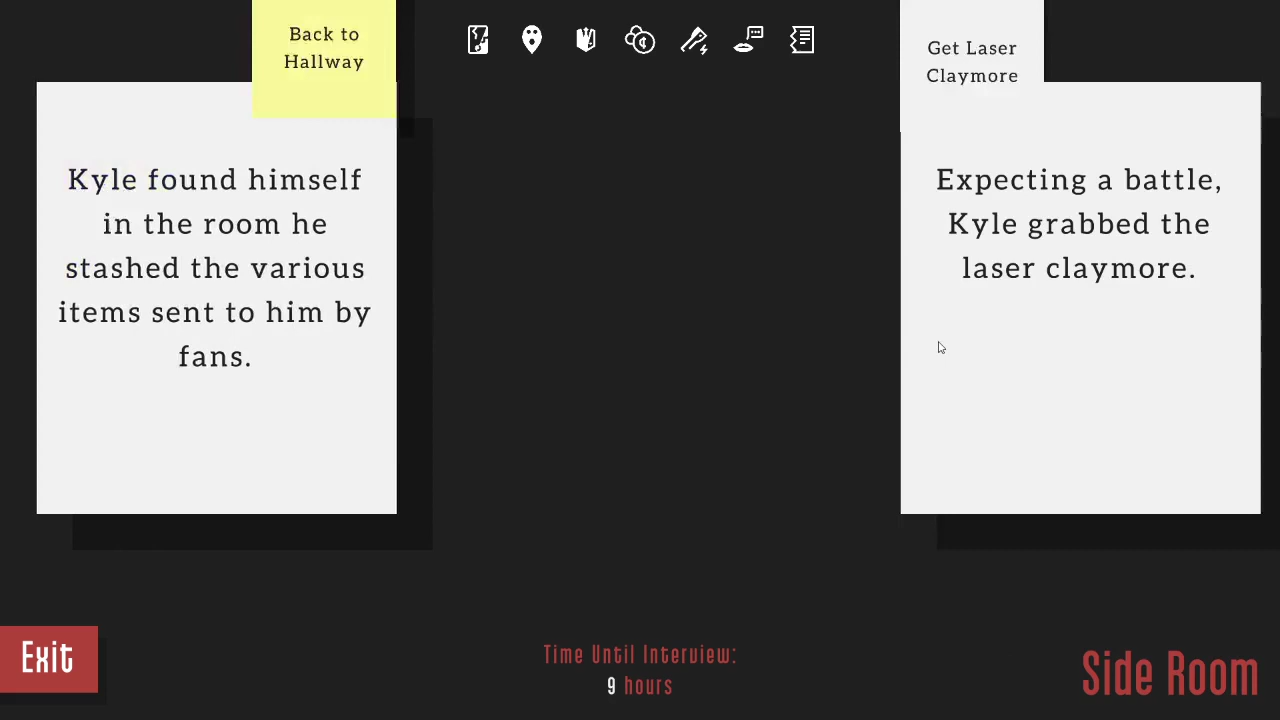 Back to
Hallway
Get Laser
Claymore
Kyle found himself
in the room he
stashed the various
items sent to him by
fans.
Expecting a battle,
Kyle grabbed the
laser claymore.
Exit
Time Until Interview:
9 hours
Side Room